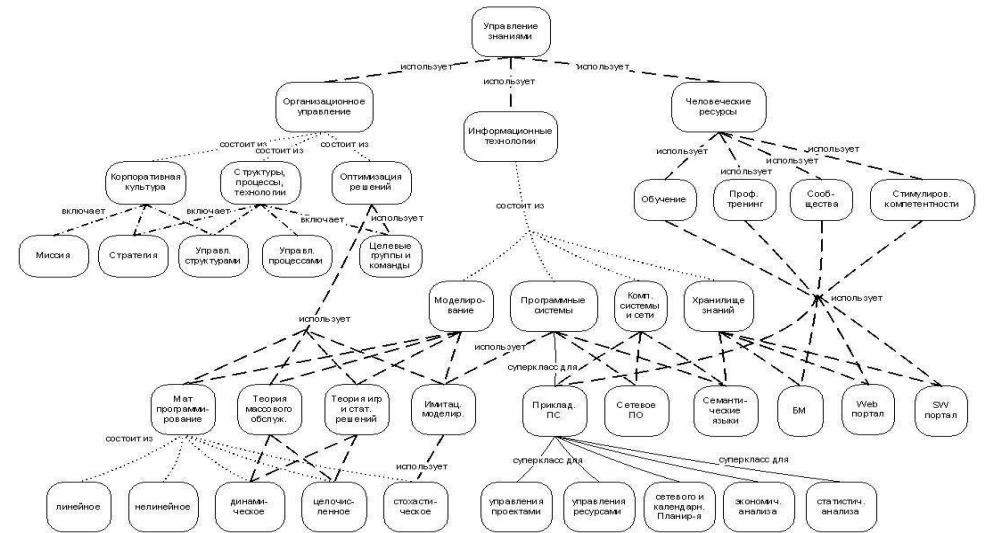 Управление
знаниями
использует
использует
использует
Организационное
управление
Информационные
технологии
Человеческие
ресурсы
состоит из
состоит из
состоит из
использует
использует
использует
использует
Корпоративная
культура
Структуры,
процессы,
технологии
Оптимизация
решений
Обучение
Проф.
тренинг
Сооб-
щества
Стимулиров.
компетентности
включает
включает
включает
использует
состоит из
Миссия
Стратегия
Управл.
структурами
Управл.
процессами
Целевые
группы и
команды
Моделиро-
вание
Программные
системы
Комп.
системы
и сети
Хранилище
знаний
использует
использует
использует
суперкласс для
Мат
программи-
рование
Теория
массового
обслуж.
Теория игр
и стат.
решений
Имитац.
моделир.
Приклад.
ПС
Сетевое
ПО
Семанти-
ческие
языки
БМ
Web
портал
SW
портал
состоит из
использует
суперкласс для
суперкласс для
линейное
нелинейное
динами-
ческое
целочис-
ленное
стохасти-
ческое
управления
проектами
управления
ресурсами
сетевого и
календарн.
Планир-я
экономич.
анализа
статистич.
анализа